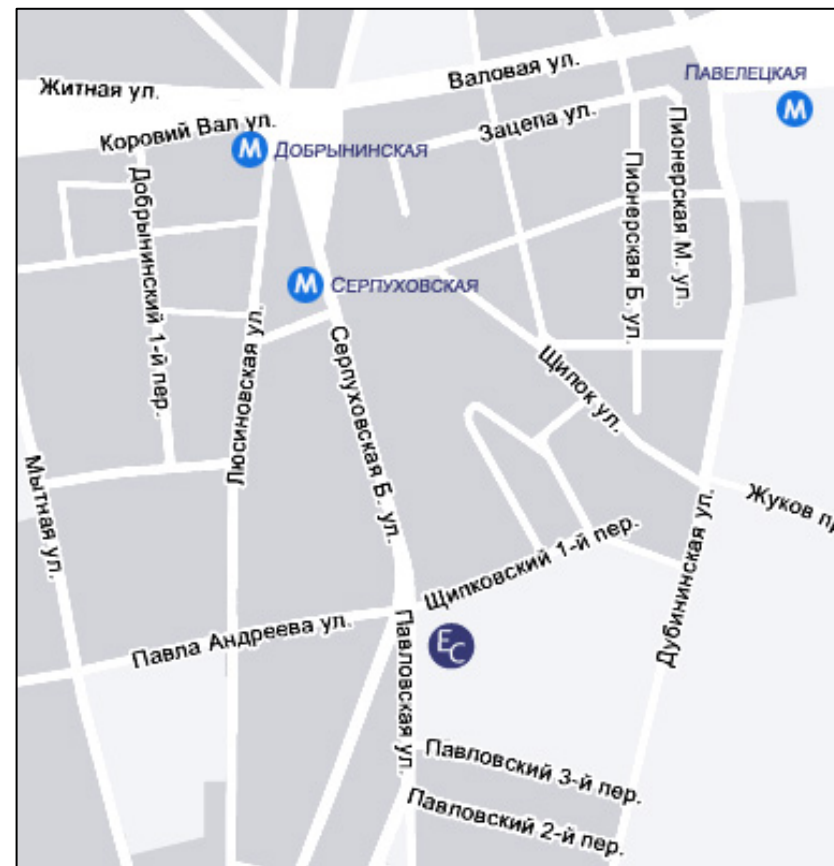 Житная ул.
Валовая ул.
ПАВЕЛЕЦКАЯ
М
Коровий Вал ул.
Зацепа ул.
М ДОБРЫНИНСКАЯ
Пионерская М. ул.
Пионерская Б. ул.
Добрынинский 1-й пер.
М СЕРПУХОВСКАЯ
Люсиновская ул.
Серпуховская Б. ул.
Щипок ул.
Мытная ул.
Жуков пр
Щипковский 1-й пер.
Дубининская ул.
Павла Андреева ул.
Павловская ул.
EC
Павловский 3-й пер.
Павловский 2-й пер.